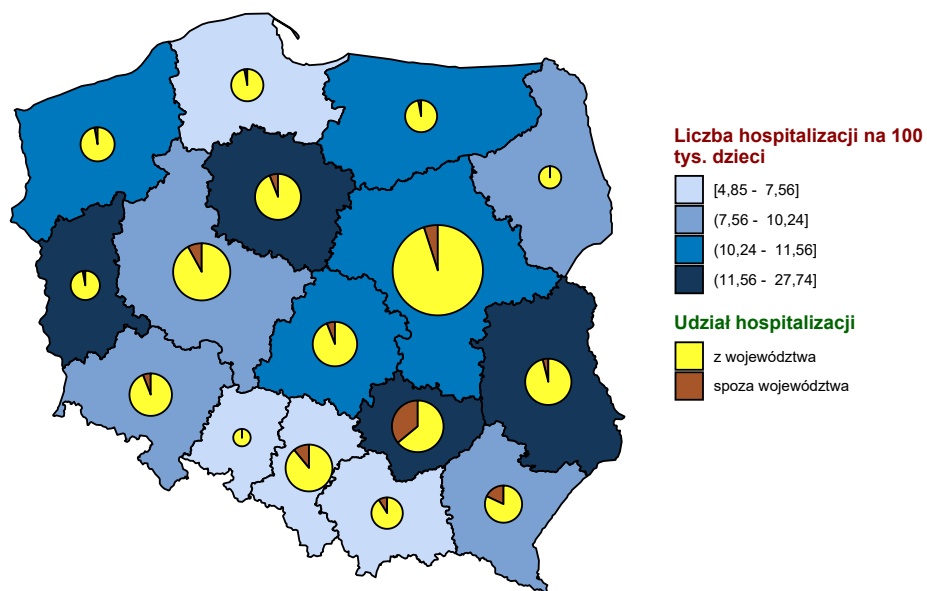 Liczba hospitalizacji na 100
tys. dzieci
[4,85 - 7,56]
(7,56 - 10,24]
(10,24 - 11,56]
(11,56 - 27,74]
Udział hospitalizacji
z województwa
spoza województwa